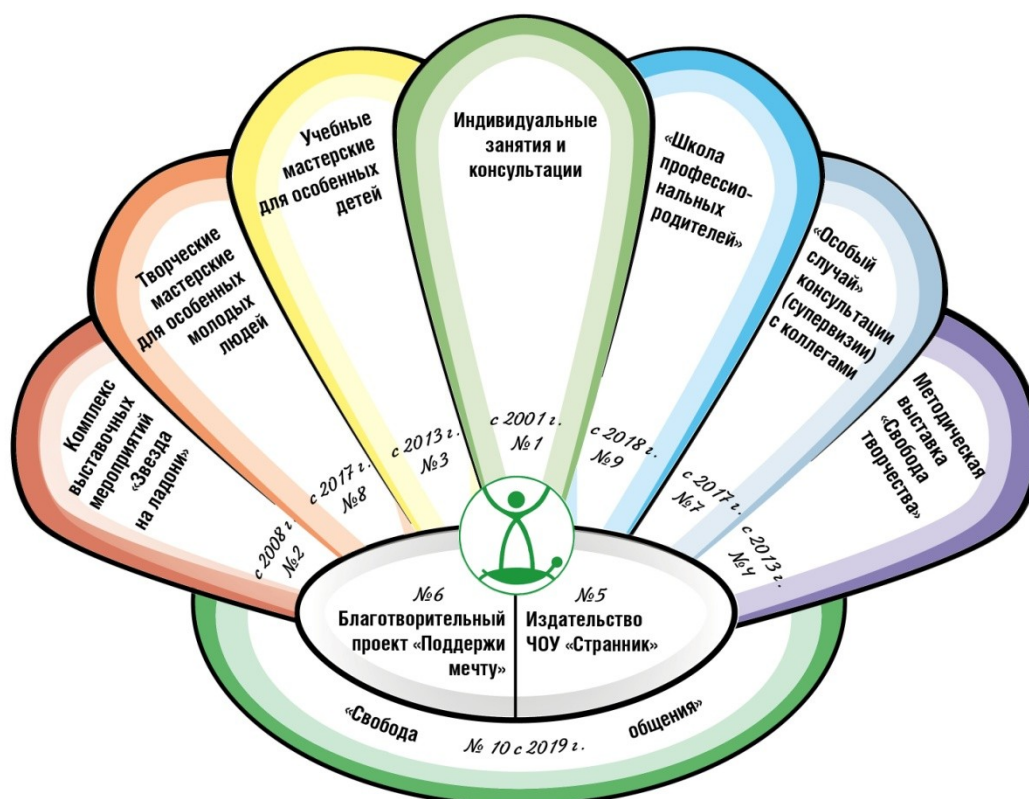 Комплекс
выставочных
мероприятий
«Звезда
на ладони»
с 2008 г.
№2
Творческие
мастерские
для особенных
молодых
людей
с 2017 г.
№8
Учебные
мастерские
для особенных
детей
с 2013 г.
№3
Индивидуальные
занятия и
консультации
с 2001 г.
№1
«Школа
профессио-
нальных
родителей»
с 2018 г.
№9
«Особый
случай»
консультации
(супервизии)
с коллегами
с 2017 г.
№7
Методическая
выставка
«Свобода
творчества»
с 2013 г.
№4
№6
Благотворительный
проект «Поддержи
мечту»
№5
Издательство
ЧОУ «Странник»
«Свобода общения»
№ 10 с 2019 г.